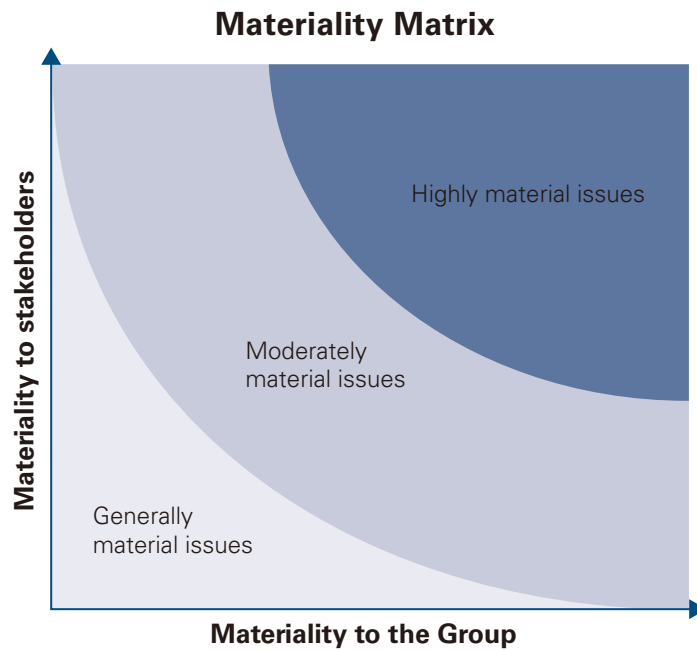 Materiality Matrix
Materiality to stakeholders
Highly material issues
Moderately
material issues
Generally
material issues
Materiality to the Group